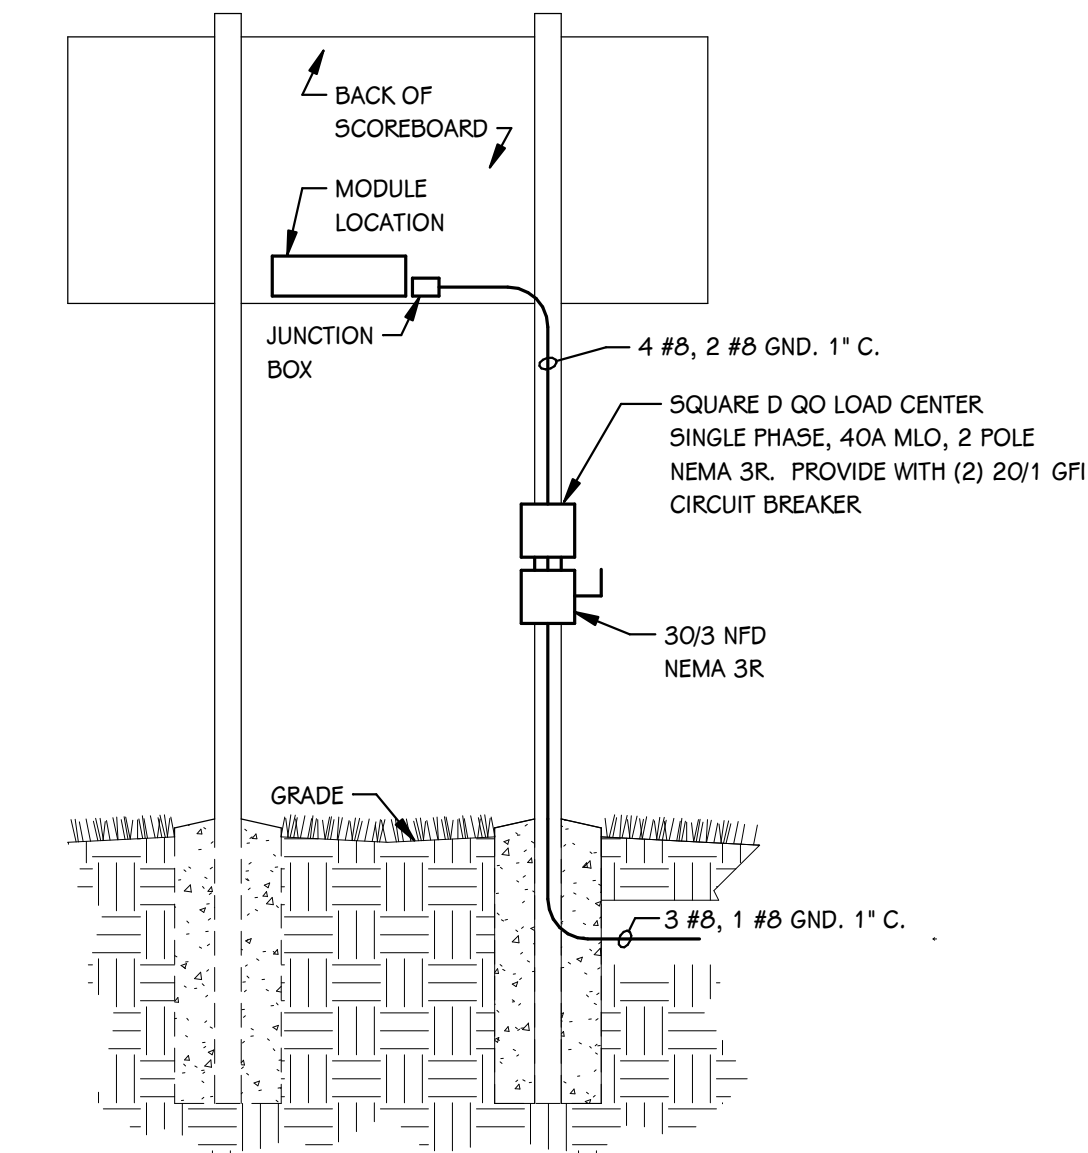 BACK OF
SCOREBOARD
MODULE
LOCATION
JUNCTION
BOX
4 #8, 2 #8 GND. 1" C.
SQUARE D QO LOAD CENTER
SINGLE PHASE, 40A MLO, 2 POLE
NEMA 3R. PROVIDE WITH (2) 20/1 GFI
CIRCUIT BREAKER
30/3 NFD
NEMA 3R
GRADE
3 #8, 1 #8 GND. 1" C.